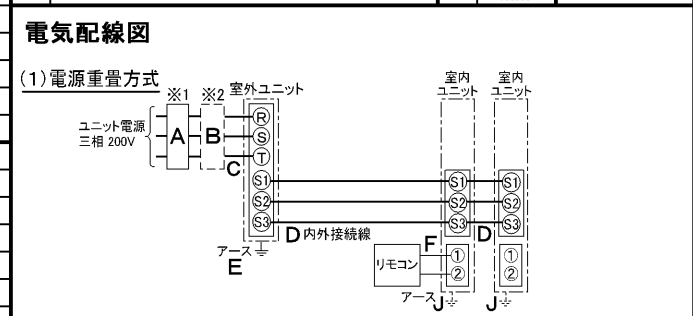 電気配線図
(1)電源重畳方式
※1 ※2 室外ユニット
室内
ユニット
室内
ユニット
ユニット電源
三相 200V
A
B
C
R
S
T
S1
S2
S3
S1
S2
S3
S1
S2
S3
D 内外接続線
D
アース
E
F
リモコン
①
②
①
②
アース J
J